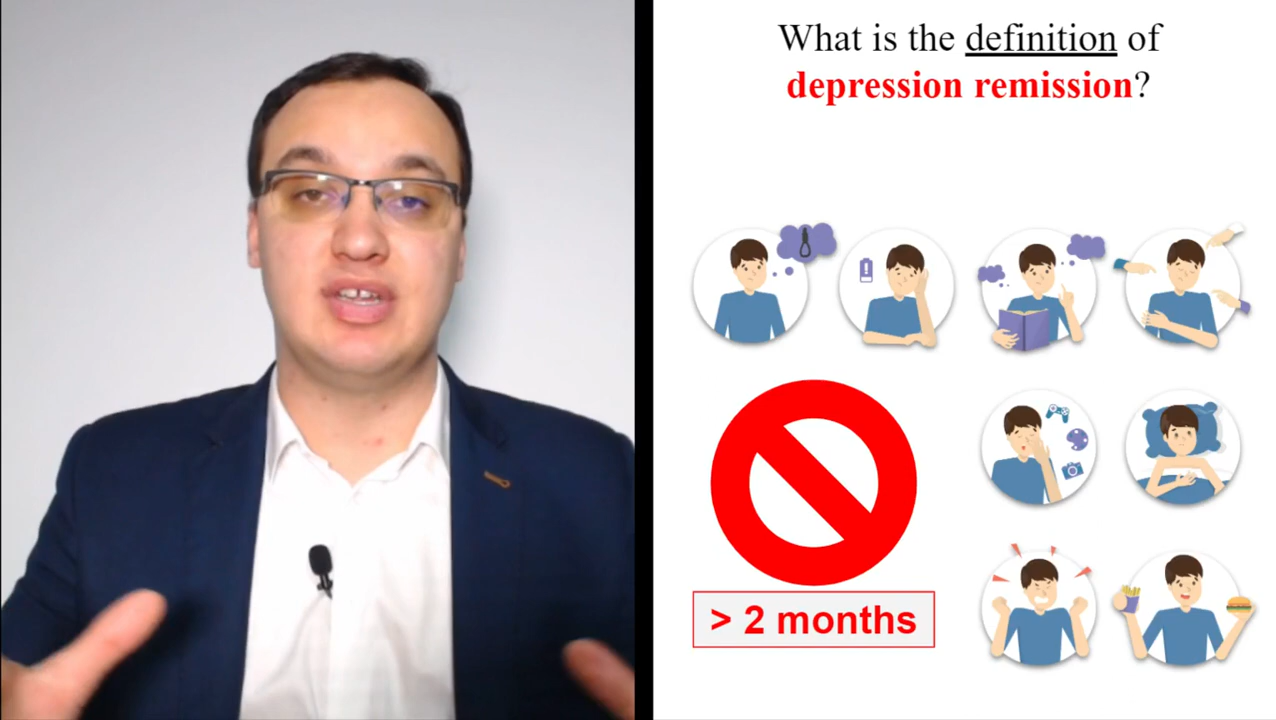 What is the definition of
depression remission?
> 2 months